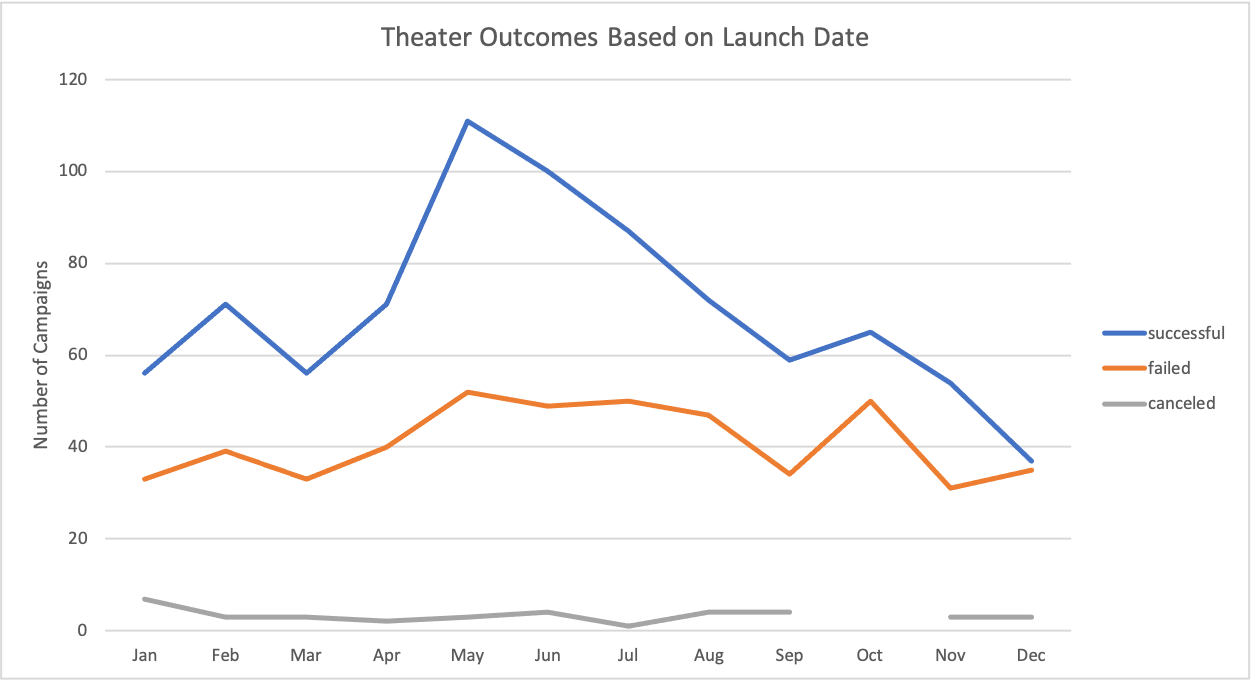 Theater Outcomes Based on Launch Date
120
100
80
60
40
20
0
Number of Campaigns
Jan Feb Mar Apr May Jun Jul Aug Sep Oct Nov Dec
successful
failed
canceled